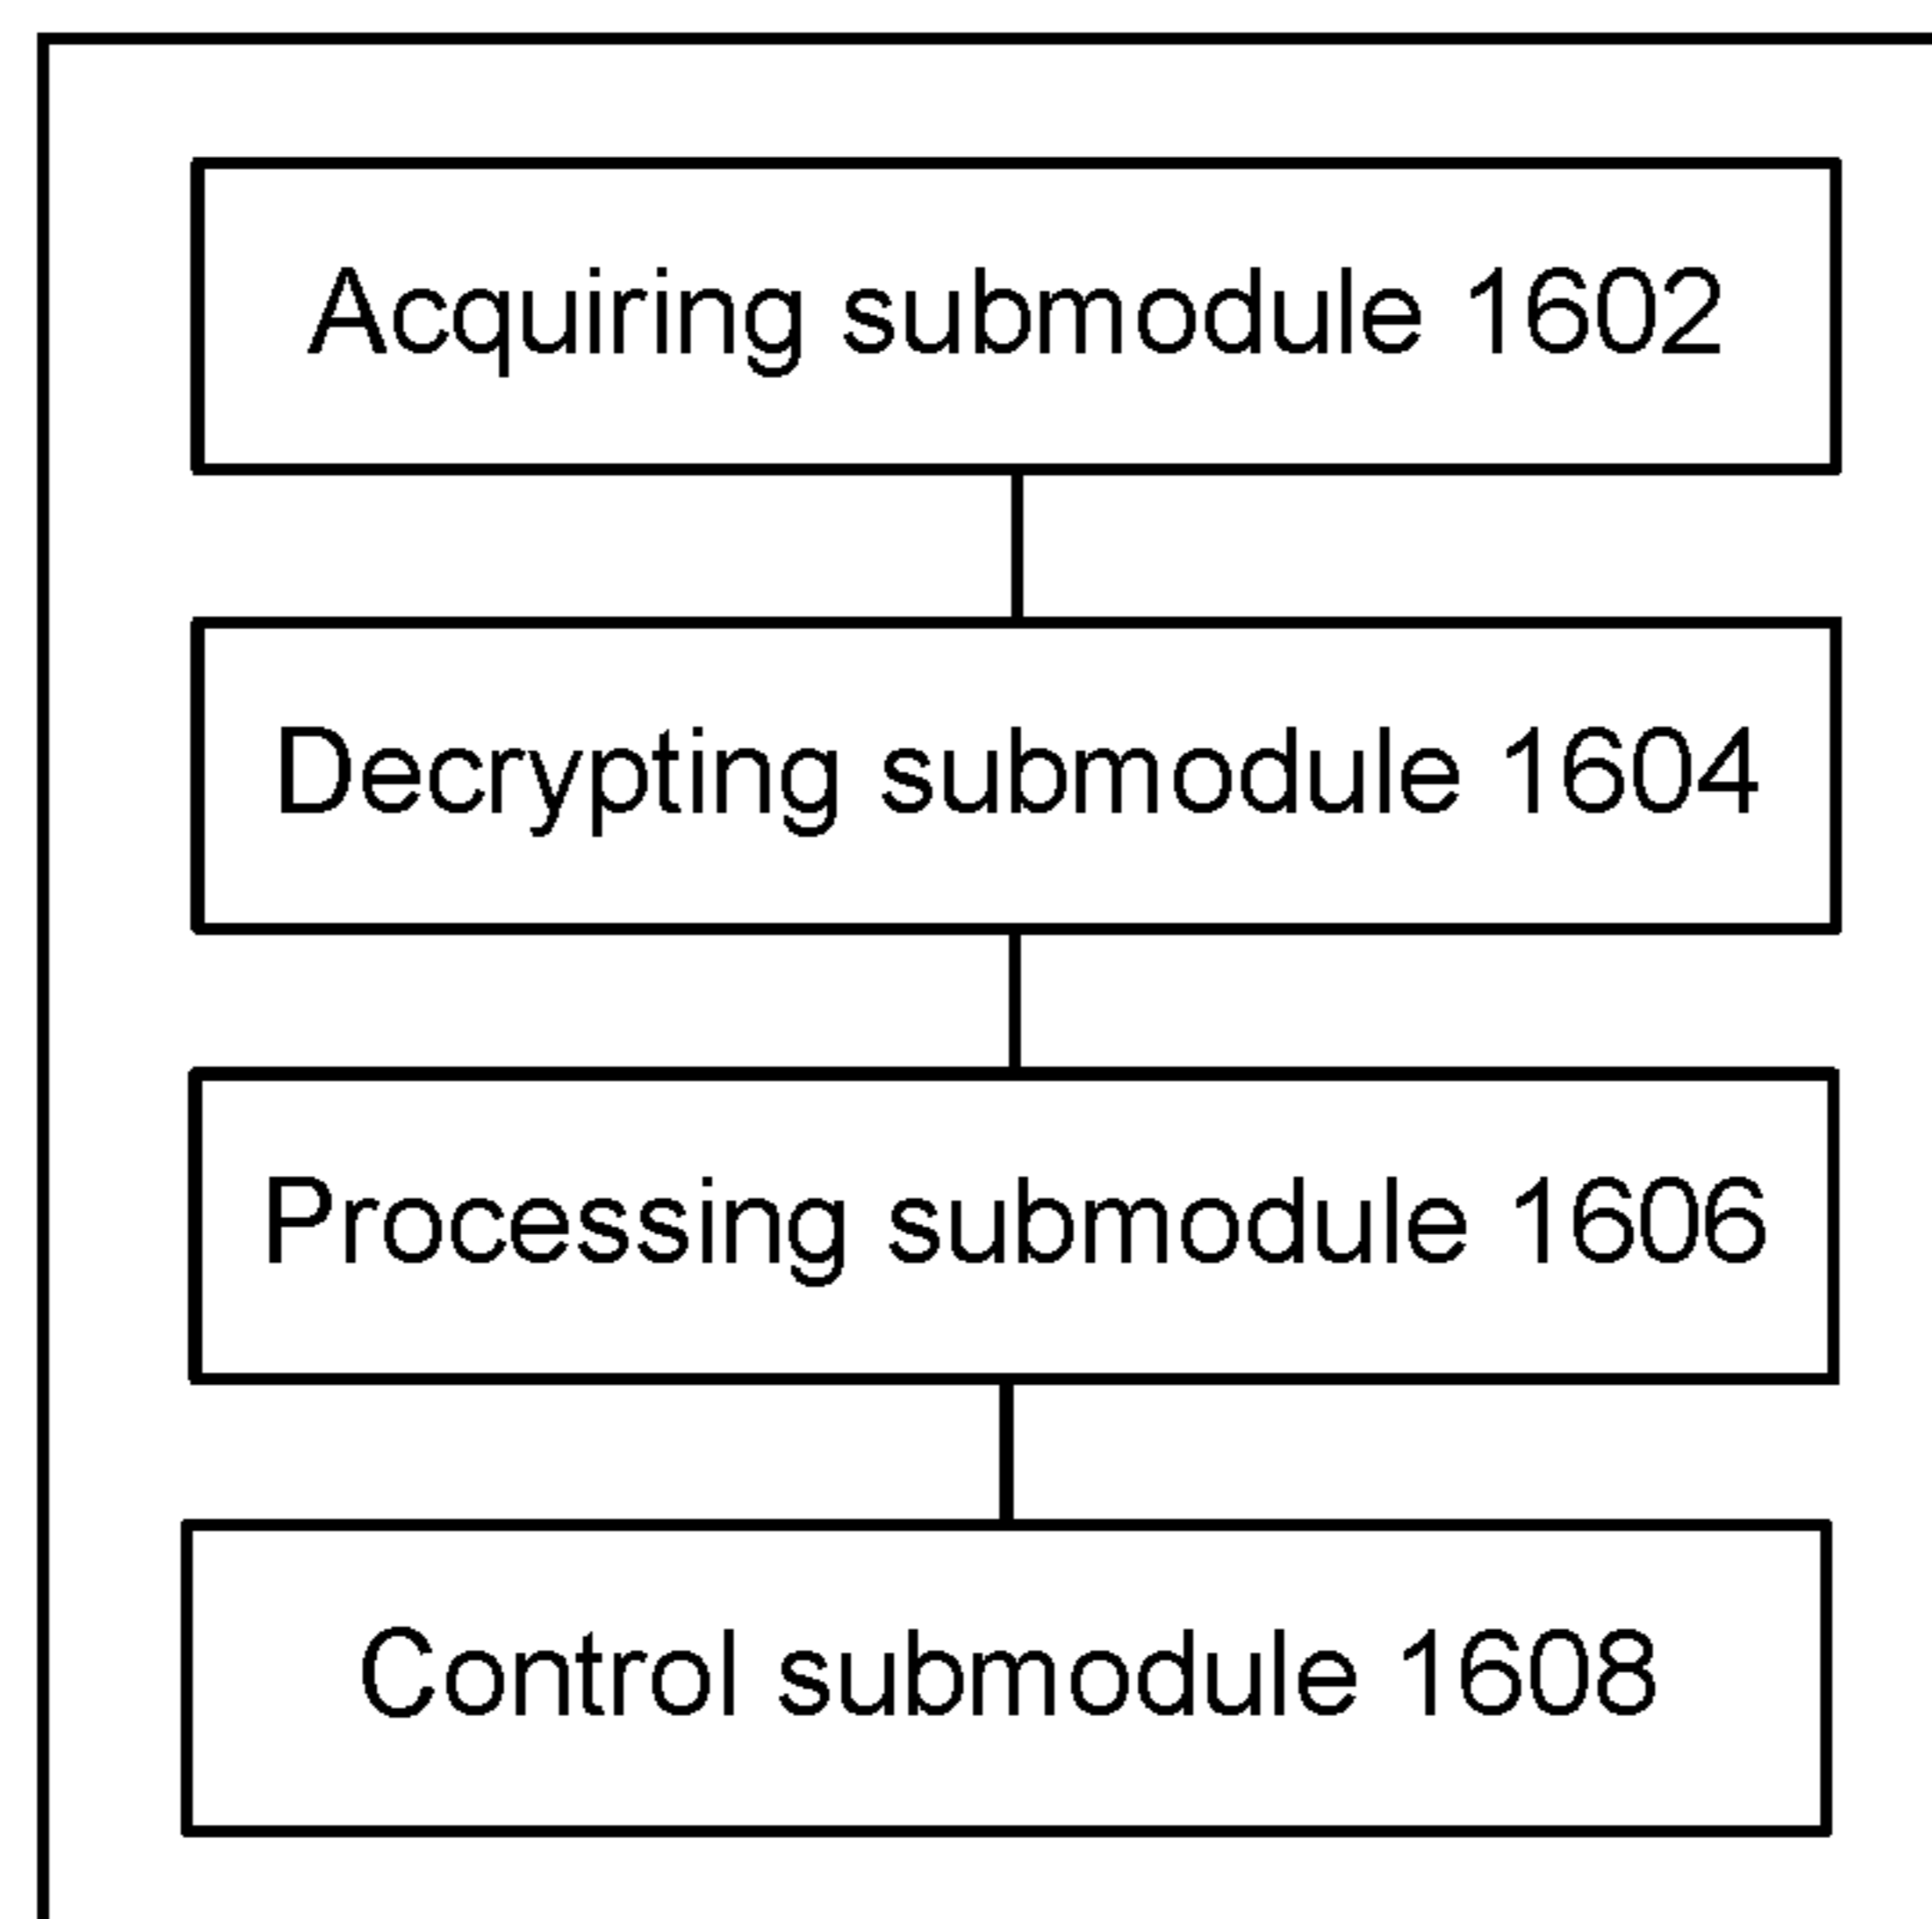 Acquiring submodule 1602
Decrypting submodule 1604
Processing submodule 1606
Control submodule 1608